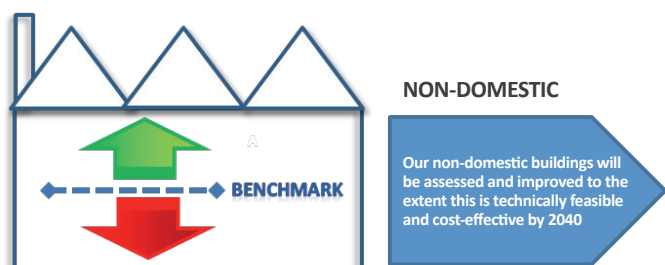 NON-DOMESTIC
A
BENCHMARK
Our non-domestic buildings will
be assessed and improved to the
extent this is technically feasible
and cost-effective by 2040